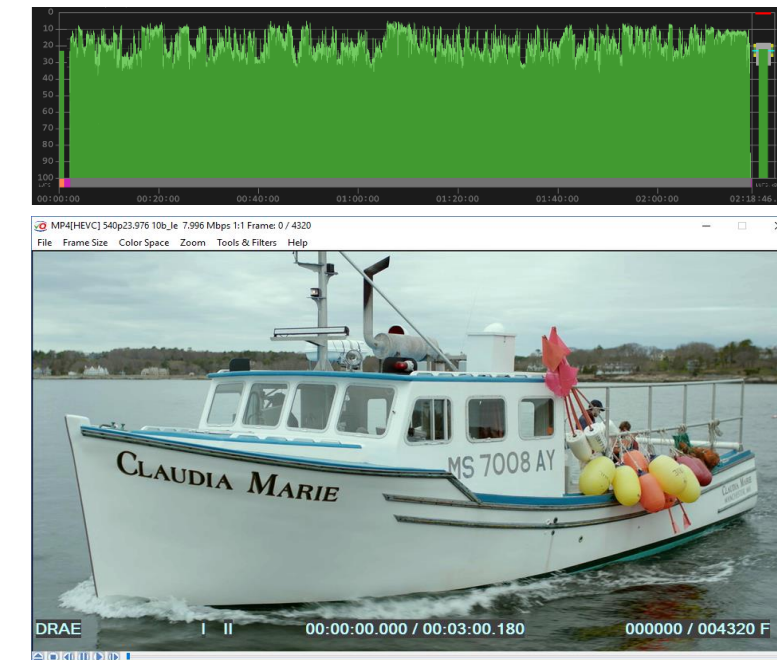 0
10
20
30
40
50
60
70
80
90
100
00:00:00 00:20:00 00:40:00 01:00:00 01:20:00 01:40:00 02:00:00 02:18:46.
MP4[HEVC] 540p23.976 10b_le 7.996 Mbps 1:1 Frame: 0 / 4320
File Frame Size Color Space Zoom Tools & Filters Help
CLAUDIA MARIE
MS 7008 AY
CLAUDIA MARIE
DRAE I II 00:00:00.000 / 00:03:00.180 000000 / 004320 F